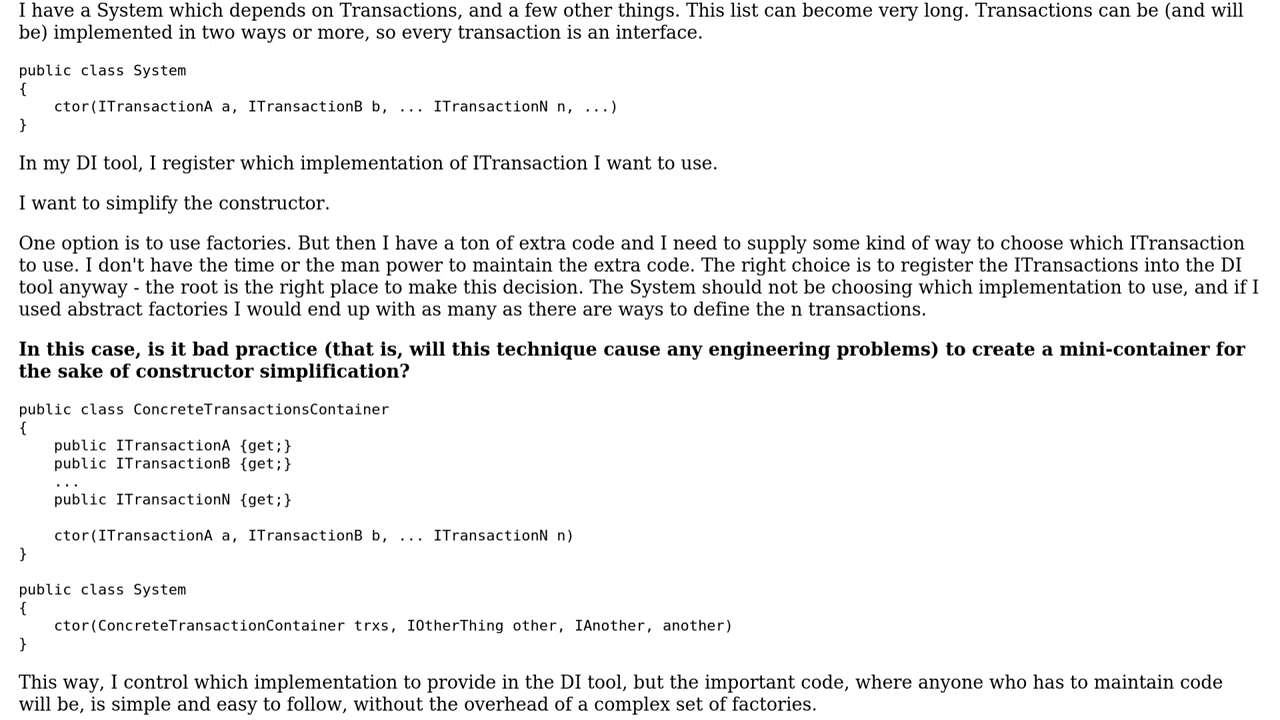 I have a System which depends on Transactions, and a few other things. This list can become very long. Transactions can be (and will
be) implemented in two ways or more, so every transaction is an interface.
public class System
{
    ctor(ITransactionA a, ITransactionB b, ... ITransactionN n, ...)
}
In my DI tool, I register which implementation of ITransaction I want to use.
I want to simplify the constructor.
One option is to use factories. But then I have a ton of extra code and I need to supply some kind of way to choose which ITransaction
to use. I don't have the time or the man power to maintain the extra code. The right choice is to register the ITransactions into the DI
tool anyway - the root is the right place to make this decision. The System should not be choosing which implementation to use, and if I
used abstract factories I would end up with as many as there are ways to define the n transactions.
In this case, is it bad practice (that is, will this technique cause any engineering problems) to create a mini-container for
the sake of constructor simplification?
public class ConcreteTransactionsContainer
{
    public ITransactionA {get;}
    public ITransactionB {get;}
    ...
    public ITransactionN {get;}
    ctor(ITransactionA a, ITransactionB b, ... ITransactionN n)
}
public class System
{
    ctor(ConcreteTransactionContainer trxs, IOtherThing other, IAnother, another)
}
This way, I control which implementation to provide in the DI tool, but the important code, where anyone who has to maintain code
will be, is simple and easy to follow, without the overhead of a complex set of factories.